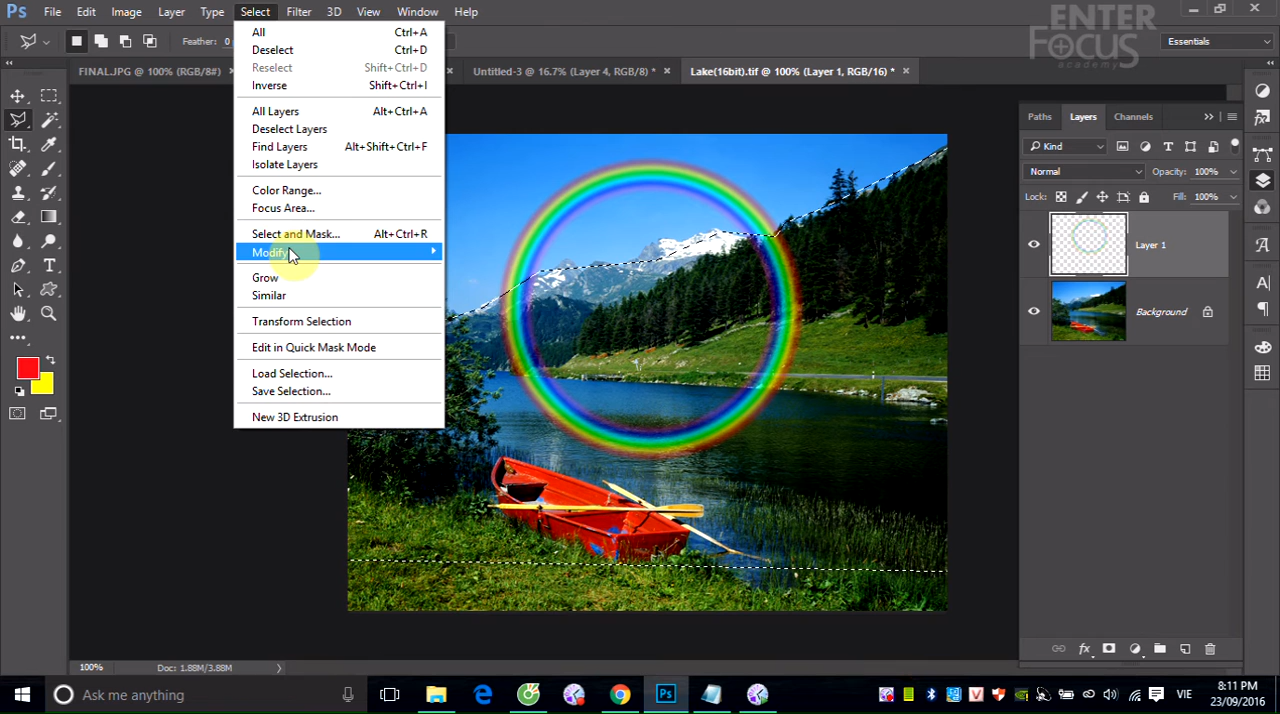 Ps File Edit Image Layer Type Select Filter 3D View Window Help
ENTER
FOCUS
academy
Feather: 0
Essentials
FINAL.JPG @ 100% (RGB/8#)
Untitled-3 @ 16.7% (Layer 4, RGB/8) *
Lake(16bit).tif @ 100% (Layer 1, RGB/16) *
All Ctrl+A
Deselect Ctrl+D
Reselect Shift+Ctrl+D
Inverse Shift+Ctrl+I
All Layers Alt+Ctrl+A
Deselect Layers
Find Layers Alt+Shift+Ctrl+F
Isolate Layers
Color Range...
Focus Area...
Select and Mask... Alt+Ctrl+R
Modify
Grow
Similar
Transform Selection
Edit in Quick Mask Mode
Load Selection...
Save Selection...
New 3D Extrusion
Paths Layers Channels
Kind
Normal Opacity: 100%
Lock: Fill: 100%
Layer 1
Background
fx
100% Doc: 1.88M/3.88M
Ask me anything
Ps
VIE
8:11 PM
23/09/2016